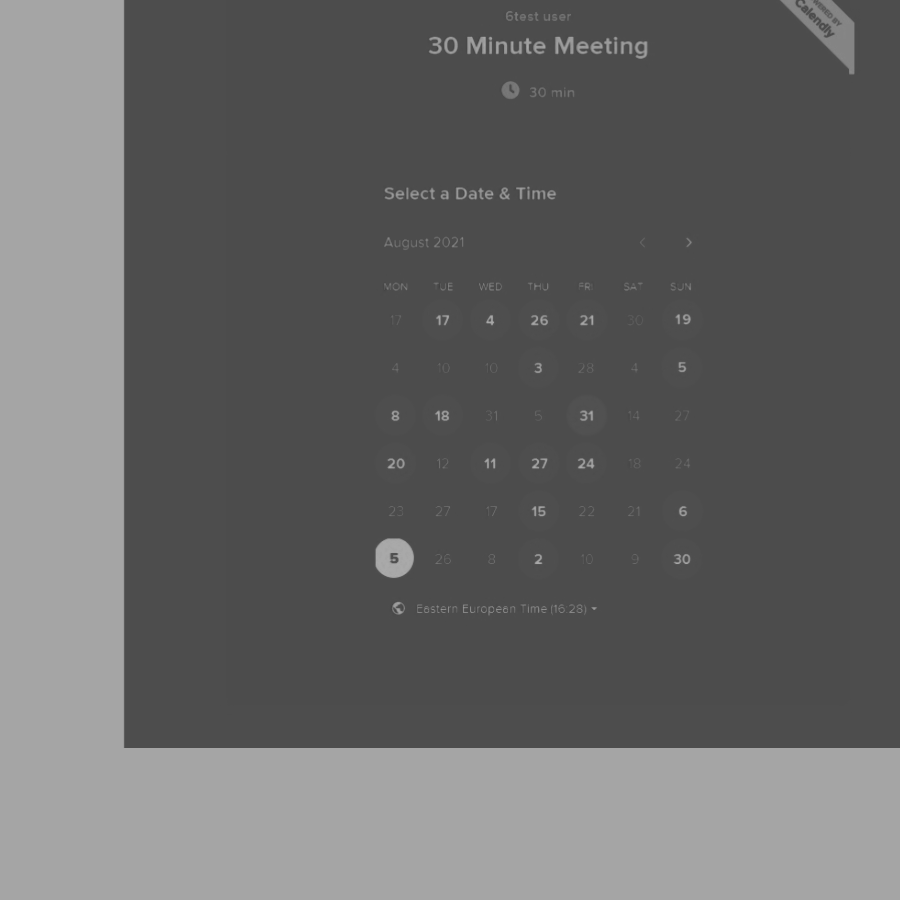 6test user
30 Minute Meeting
30 min
POWERED BY
Calendly
Select a Date & Time
August 2021
MON TUE WED THU FRI SAT SUN
17 17 4 26 21 30 19
4 10 10 3 28 4 5
8 18 31 5 31 14 27
20 12 11 27 24 18 24
23 27 17 15 22 21 6
5 26 8 2 10 9 30
Eastern European Time (16:28)